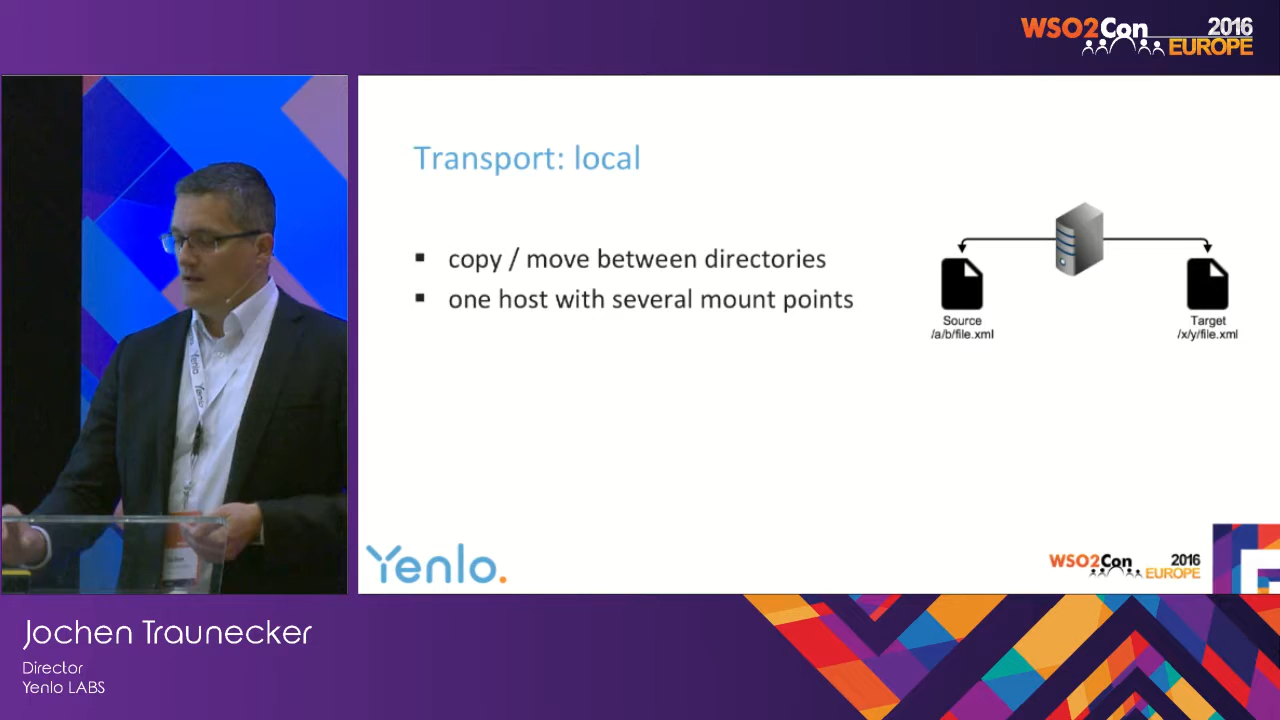 WSO2Con 2016
EUROPE
Transport: local
▪ copy / move between directories
▪ one host with several mount points
Source
/a/b/file.xml
Target
/x/y/file.xml
Yenlo
Yenlo.
WSO2Con 2016
EUROPE
Jochen Traunecker
Director
Yenlo LABS